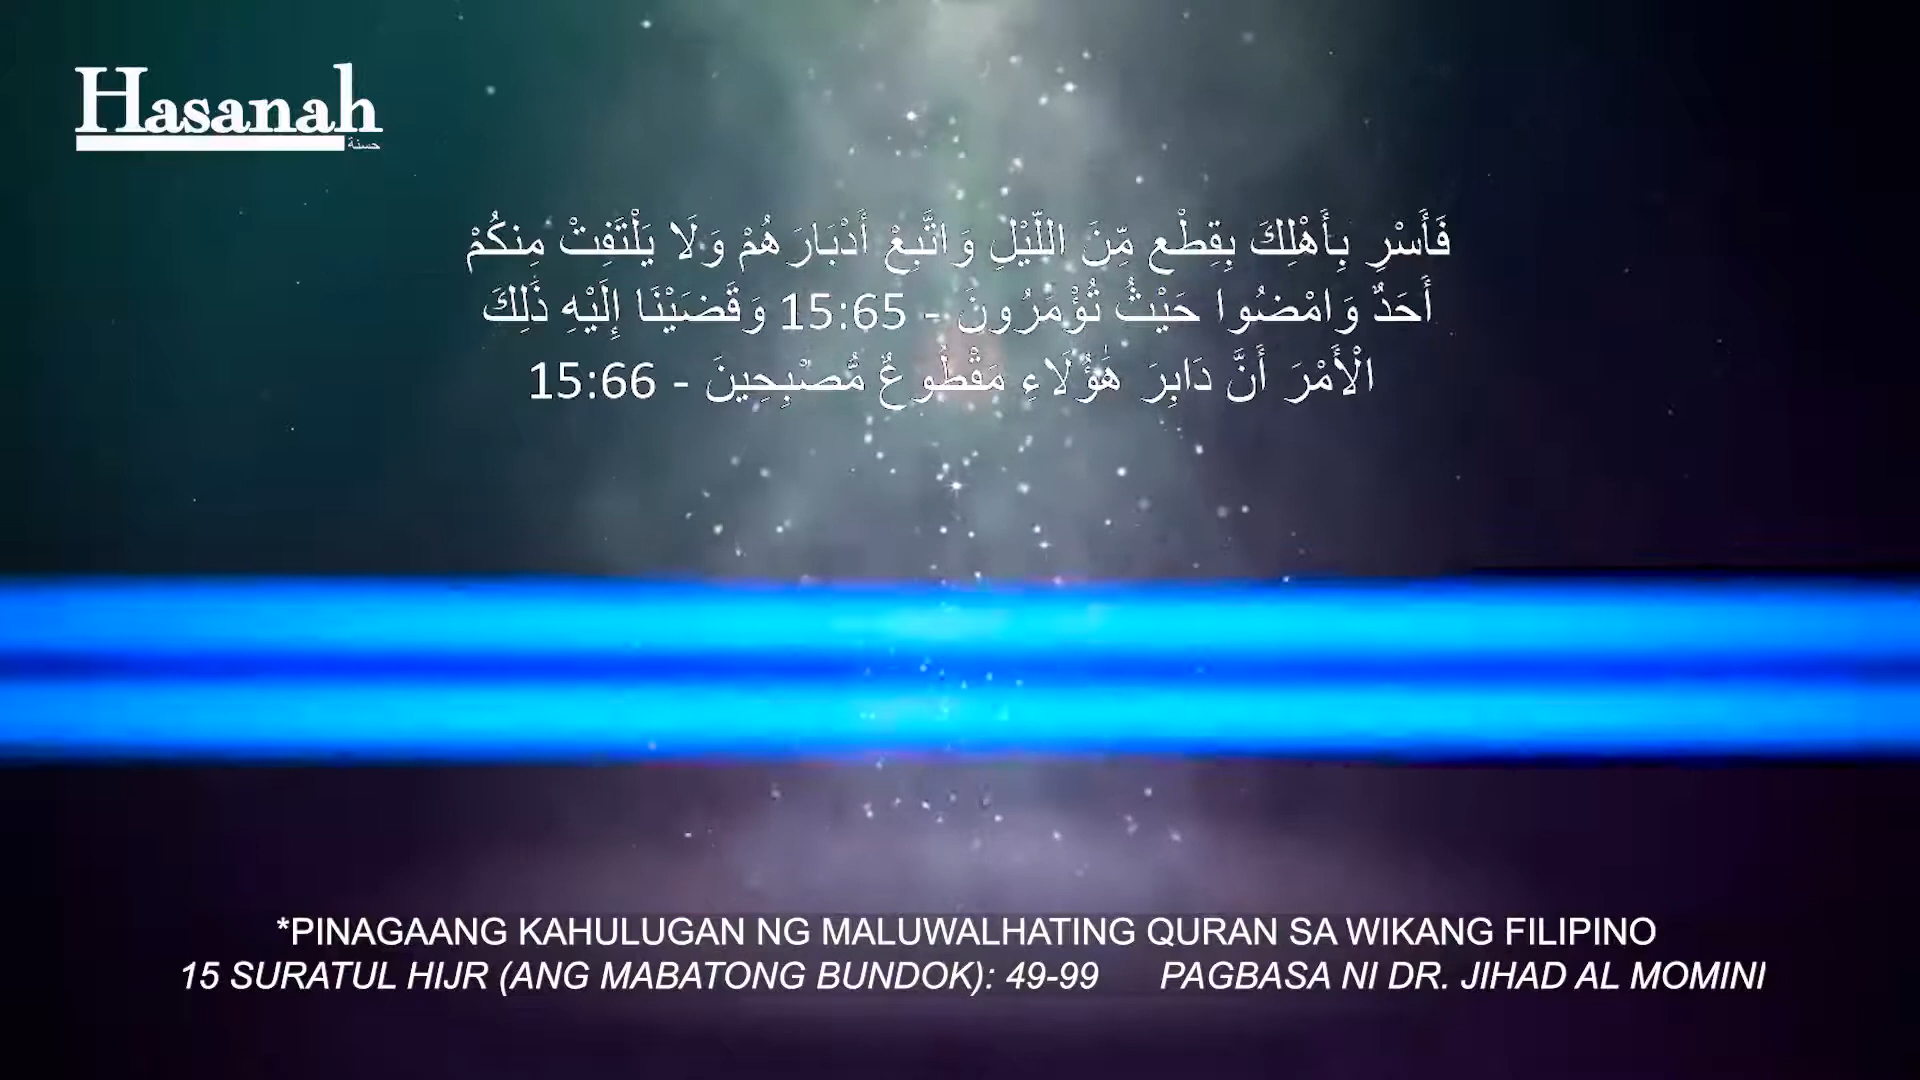 Hasanah
حسنة
فَأَسْرِ بِأَهْلِكَ بِقِطْعٍ مِّنَ اللَّيْلِ وَاتَّبِعْ أَدْبَارَهُمْ وَلَا يَلْتَفِتْ مِنكُمْ
أَحَدٌ وَامْضُوا حَيْثُ تُؤْمَرُونَ - 15:65 وَقَضَيْنَا إِلَيْهِ ذَٰلِكَ
الْأَمْرَ أَنَّ دَابِرَ هَٰؤُلَاءِ مَقْطُوعٌ مُّصْبِحِينَ - 15:66
*PINAGAANG KAHULUGAN NG MALUWALHATING QURAN SA WIKANG FILIPINO
15 SURATUL HIJR (ANG MABATONG BUNDOK): 49-99 PAGBASA NI DR. JIHAD AL MOMINI